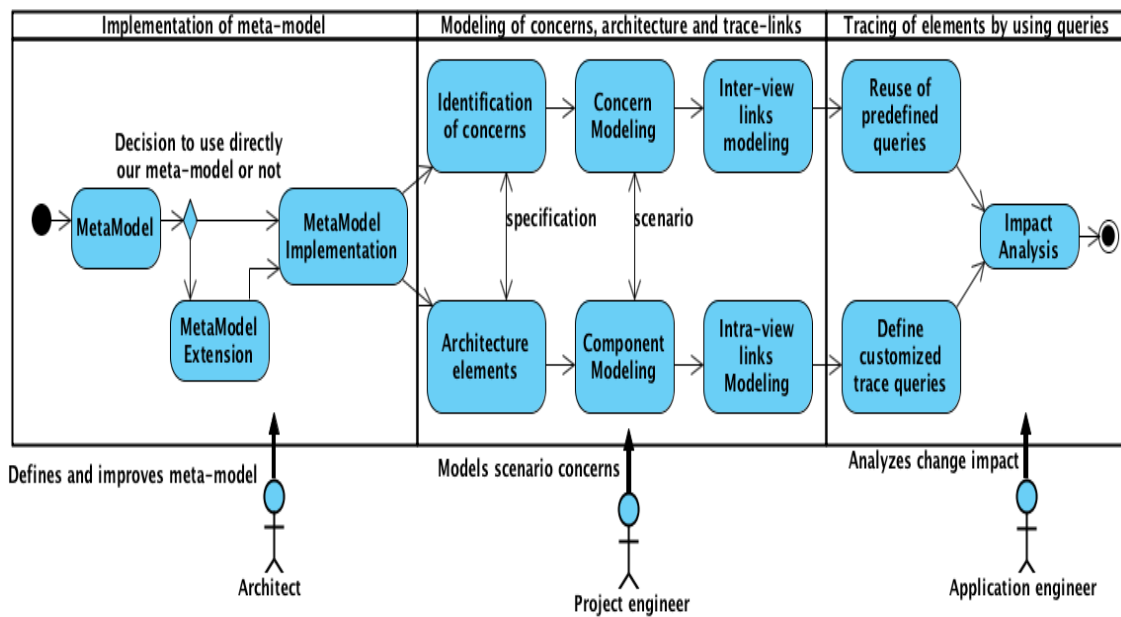 Implementation of meta-model
Modeling of concerns, architecture and trace-links
Tracing of elements by using queries
Decision to use directly
our meta-model or not
MetaModel
MetaModel
Implementation
MetaModel
Extension
Identification
of concerns
Concern
Modeling
Inter-view
links
modeling
specification
scenario
Architecture
elements
Component
Modeling
Intra-view
links
Modeling
Reuse of
predefined
queries
Impact
Analysis
Define
customized
trace queries
Defines and improves meta-model
Architect
Models scenario concerns
Project engineer
Analyzes change impact
Application engineer